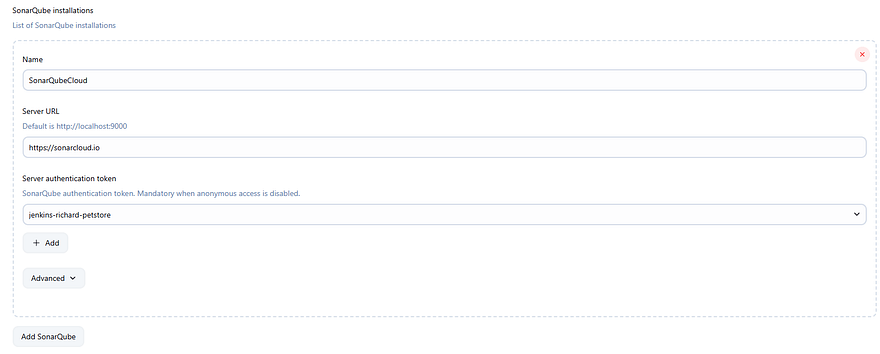 SonarQube installations
List of SonarQube installations
Name
SonarQubeCloud
Server URL
Default is http://localhost:9000
https://sonarcloud.io
Server authentication token
SonarQube authentication token. Mandatory when anonymous access is disabled.
jenkins-richard-petstore
+ Add
Advanced
Add SonarQube